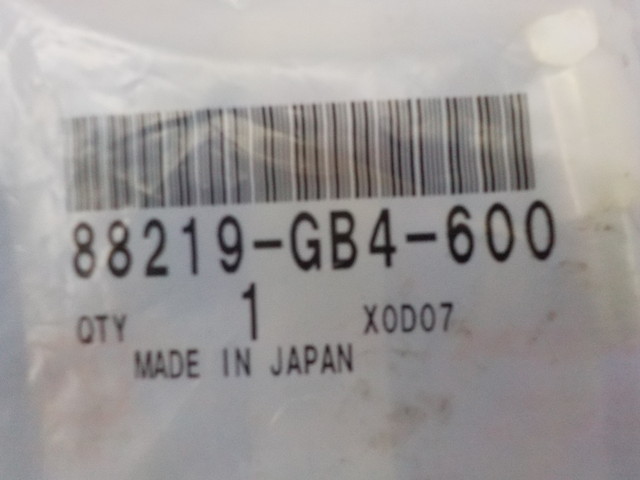 88219-GB4-600
QTY 1 X0D07
MADE IN JAPAN